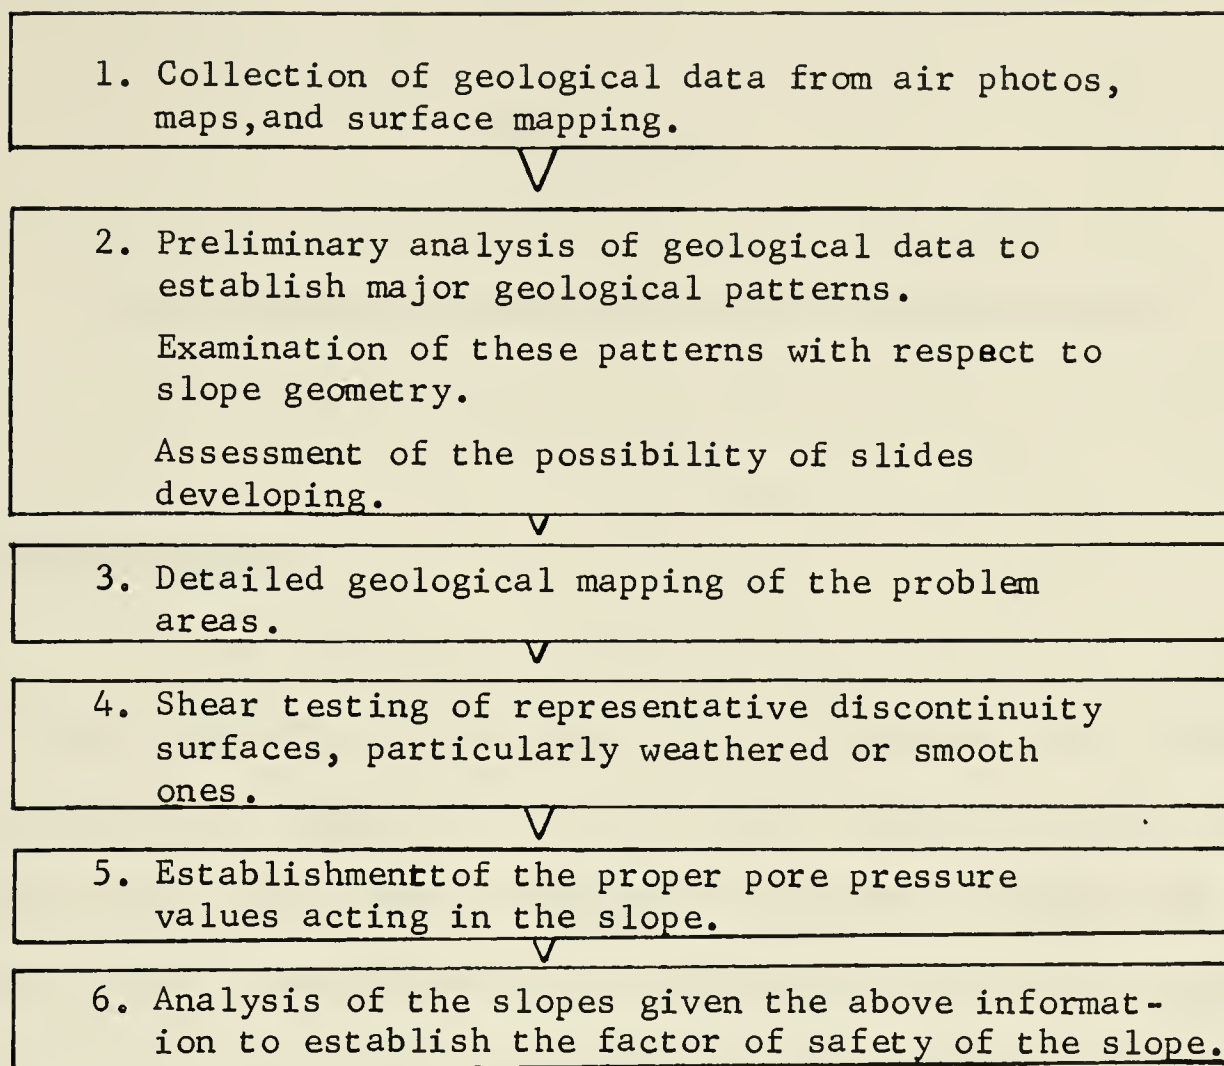 1. Collection of geological data from air photos,
maps,and surface mapping.
2. Preliminary analysis of geological data to
establish major geological patterns.
Examination of these patterns with respect to
slope geometry.
Assessment of the possibility of slides
developing.
3. Detailed geological mapping of the problem
areas.
4. Shear testing of representative discontinuity
surfaces, particularly weathered or smooth
ones.
5. Establishmenttof the proper pore pressure
values acting in the slope.
6. Analysis of the slopes given the above informat-
ion to establish the factor of safety of the slope.